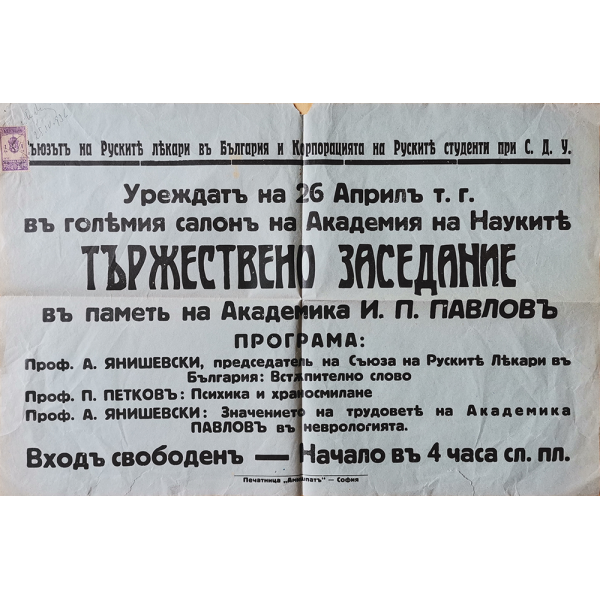 Съюзътъ на Рускитѣ лѣкари въ България и Корпорацията на Рускитѣ студенти при С. Д. У.
Уреждатъ на 26 Априлъ т. г.
въ голѣмия салонъ на Академия на Наукитѣ
ТЪРЖЕСТВЕНО ЗАСЕДАНИЕ
въ паметь на Академика И. П. ПАВЛОВЪ
ПРОГРАМА:
Проф. А. ЯНИШЕВСКИ, председатель на Съюза на Рускитѣ Лѣкари въ
България: Встѫпително слово
Проф. П. ПЕТКОВЪ: Психика и храносмилане
Проф. А. ЯНИШЕВСКИ: Значението на трудоветѣ на Академика
ПАВЛОВЪ въ неврологията.
Входъ свободенъ — Начало въ 4 часа сл. пл.
Печатница — София